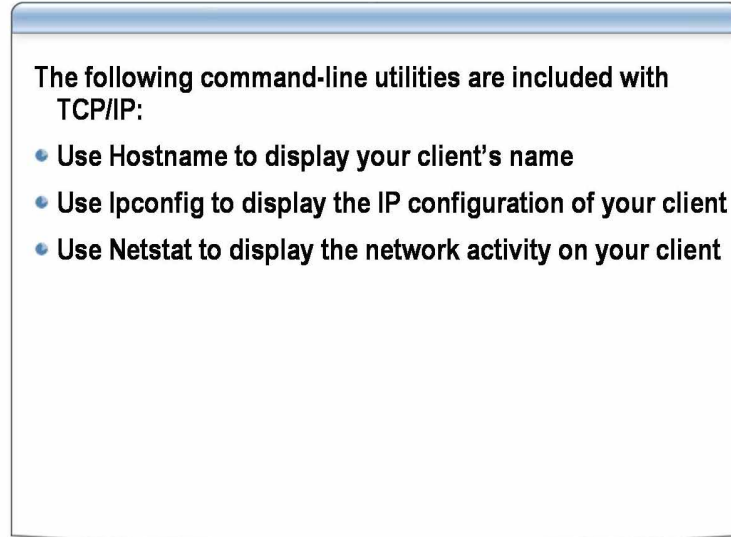 The following command-line utilities are included with
TCP/IP:
Use Hostname to display your client's name
Use Ipconfig to display the IP configuration of your client
Use Netstat to display the network activity on your client